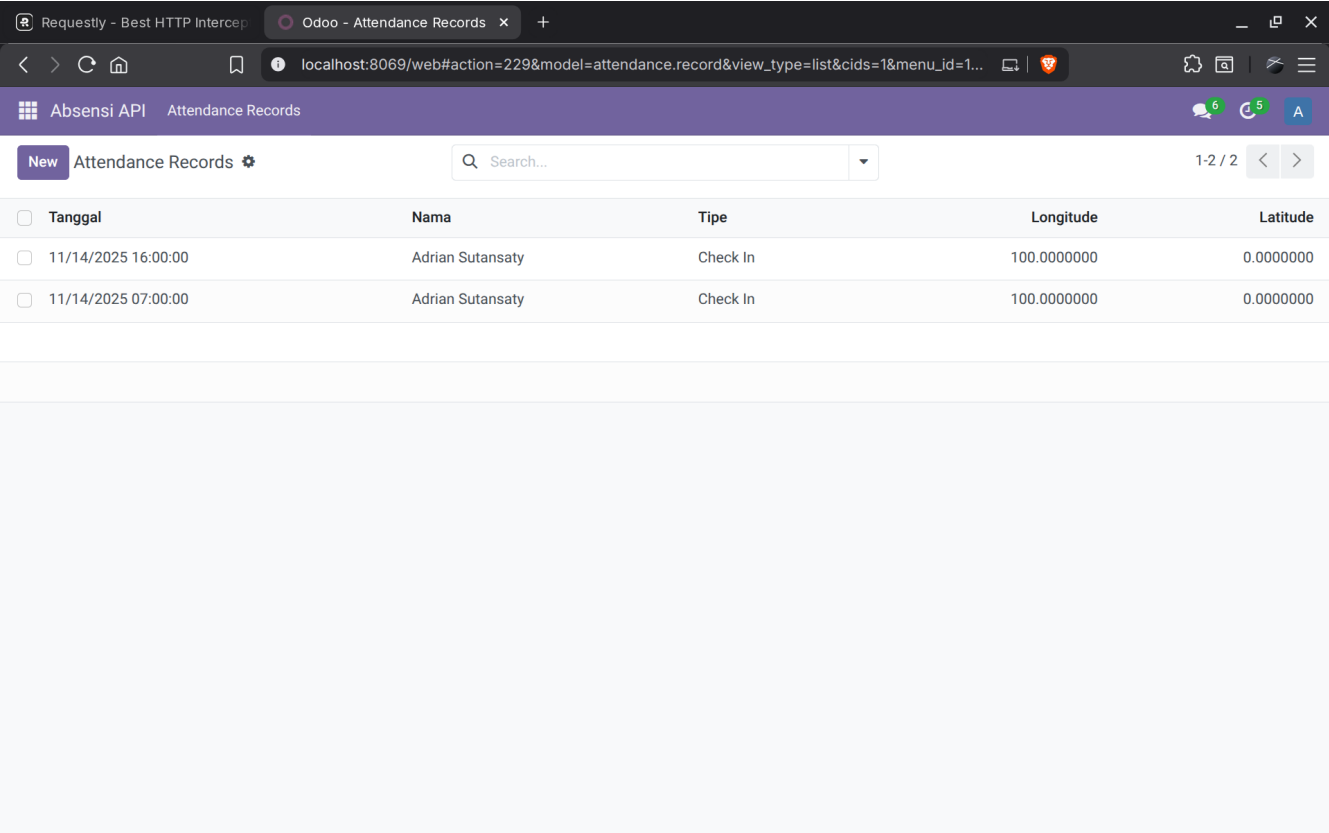 Requestly - Best HTTP Intercep
Odoo - Attendance Records
localhost:8069/web#action=229&model=attendance.record&view_type=list&cids=1&menu_id=1...
Absensi API Attendance Records 6 5 A
New Attendance Records Search... 1-2 / 2
Tanggal Nama Tipe Longitude Latitude
11/14/2025 16:00:00 Adrian Sutansaty Check In 100.0000000 0.0000000
11/14/2025 07:00:00 Adrian Sutansaty Check In 100.0000000 0.0000000